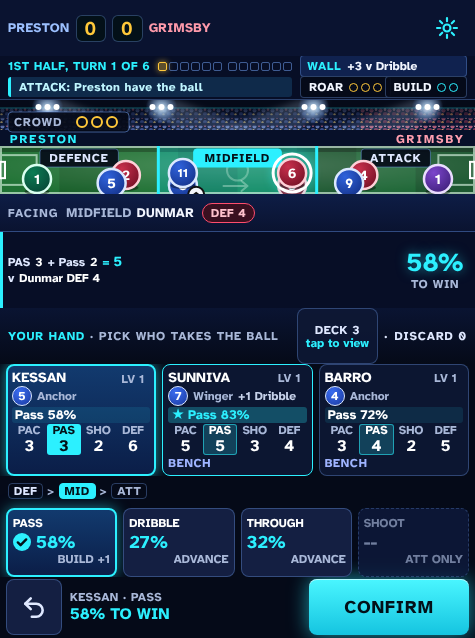 PRESTON 0 0 GRIMSBY
1ST HALF, TURN 1 OF 6
WALL +3 v Dribble
ATTACK: Preston have the ball
ROAR
BUILD
CROWD
PRESTON
GRIMSBY
DEFENCE
MIDFIELD
ATTACK
1
5
2
11
6
9
4
1
FACING MIDFIELD DUNMAR DEF 4
PAS 3 + Pass 2 = 5
v Dunmar DEF 4
58%
TO WIN
YOUR HAND · PICK WHO TAKES THE BALL
DECK 3
tap to view
· DISCARD 0
KESSAN LV 1
5 Anchor
Pass 58%
PAC PAS SHO DEF
3 3 2 6
SUNNIVA LV 1
7 Winger +1 Dribble
★ Pass 83%
PAC PAS SHO DEF
5 5 3 4
BENCH
BARRO LV 1
4 Anchor
Pass 72%
PAC PAS SHO DEF
3 4 2 5
BENCH
DEF > MID > ATT
PASS
58%
BUILD +1
DRIBBLE
27%
ADVANCE
THROUGH
32%
ADVANCE
SHOOT
--
ATT ONLY
KESSAN · PASS
58% TO WIN
CONFIRM